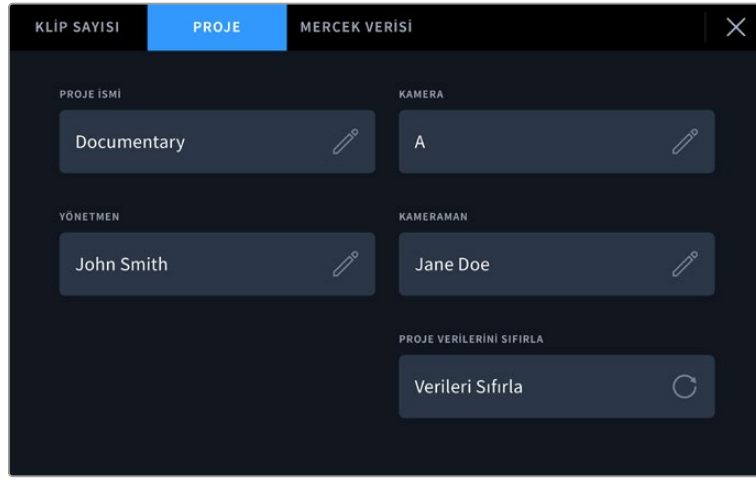 KLİP SAYISI PROJE MERCEK VERİSİ
PROJE İSMİ KAMERA
Documentary A
YÖNETMEN KAMERAMAN
John Smith Jane Doe
PROJE VERİLERİNİ SIFIRLA
Verileri Sıfırla